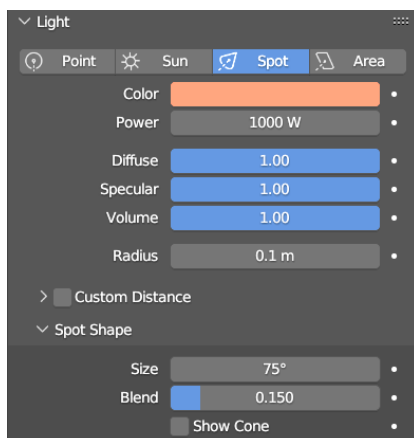 Light
Point Sun Spot Area
Color
Power 1000 W
Diffuse 1.00
Specular 1.00
Volume 1.00
Radius 0.1 m
Custom Distance
Spot Shape
Size 75°
Blend 0.150
Show Cone